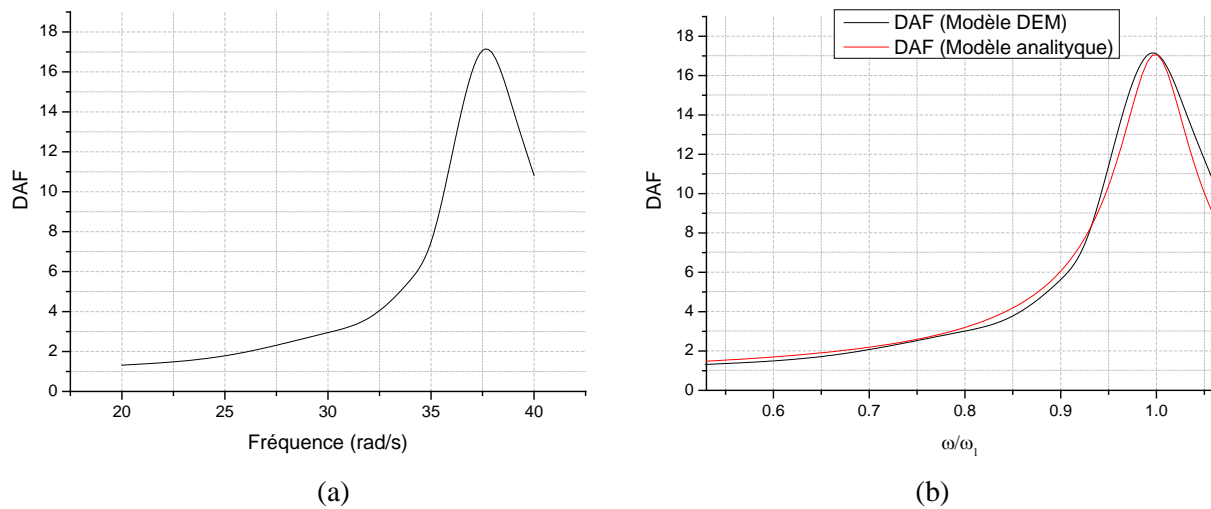 18
16
14
12
10
8
6
4
2
0
DAF
20 25 30 35 40
Fréquence (rad/s)
(a)
DAF (Modèle DEM)
DAF (Modèle analityque)
18
16
14
12
10
8
6
4
2
0
DAF
0.6 0.7 0.8 0.9 1.0
ω/ω₁
(b)